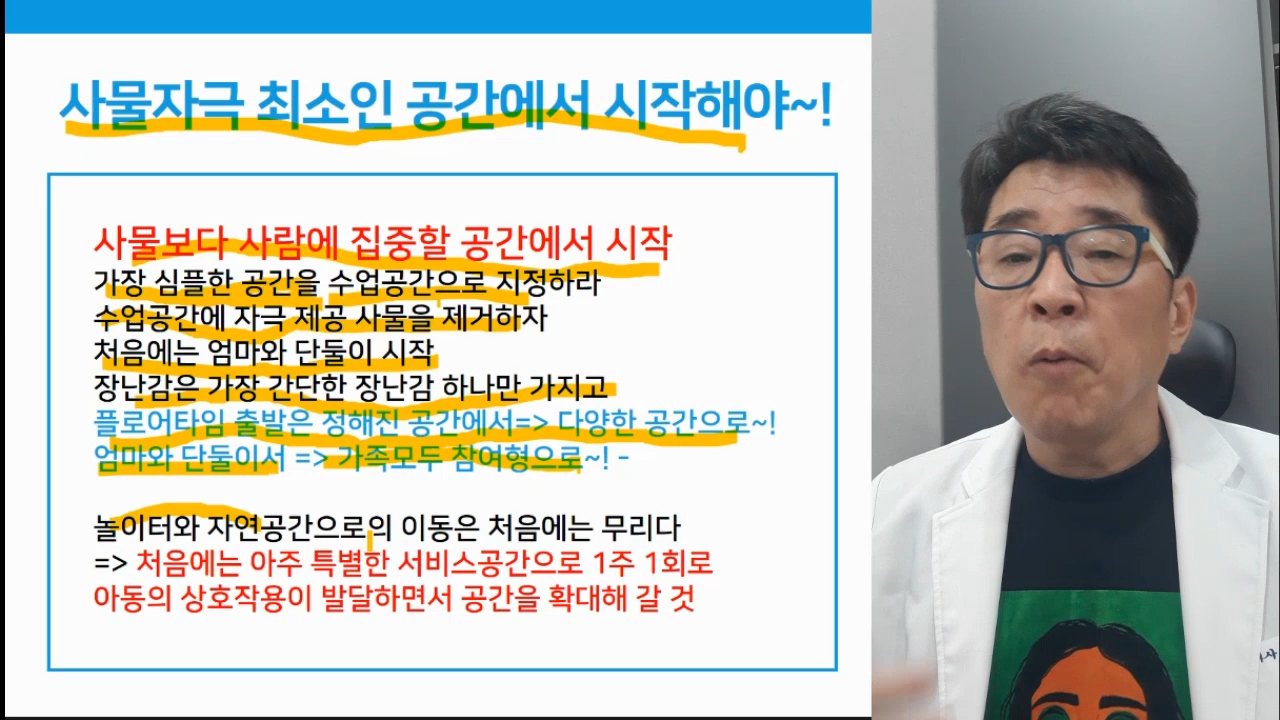 사물자극 최소인 공간에서 시작해야~!
사물보다 사람에 집중할 공간에서 시작
가장 심플한 공간을 수업공간으로 지정하라
수업공간에 자극 제공 사물을 제거하자
처음에는 엄마와 단둘이 시작
장난감은 가장 간단한 장난감 하나만 가지고
플로어타임 출발은 정해진 공간에서=> 다양한 공간으로~!
엄마와 단둘이서 => 가족모두 참여형으로~! -
놀이터와 자연공간으로의 이동은 처음에는 무리다
=> 처음에는 아주 특별한 서비스공간으로 1주 1회로
아동의 상호작용이 발달하면서 공간을 확대해 갈 것